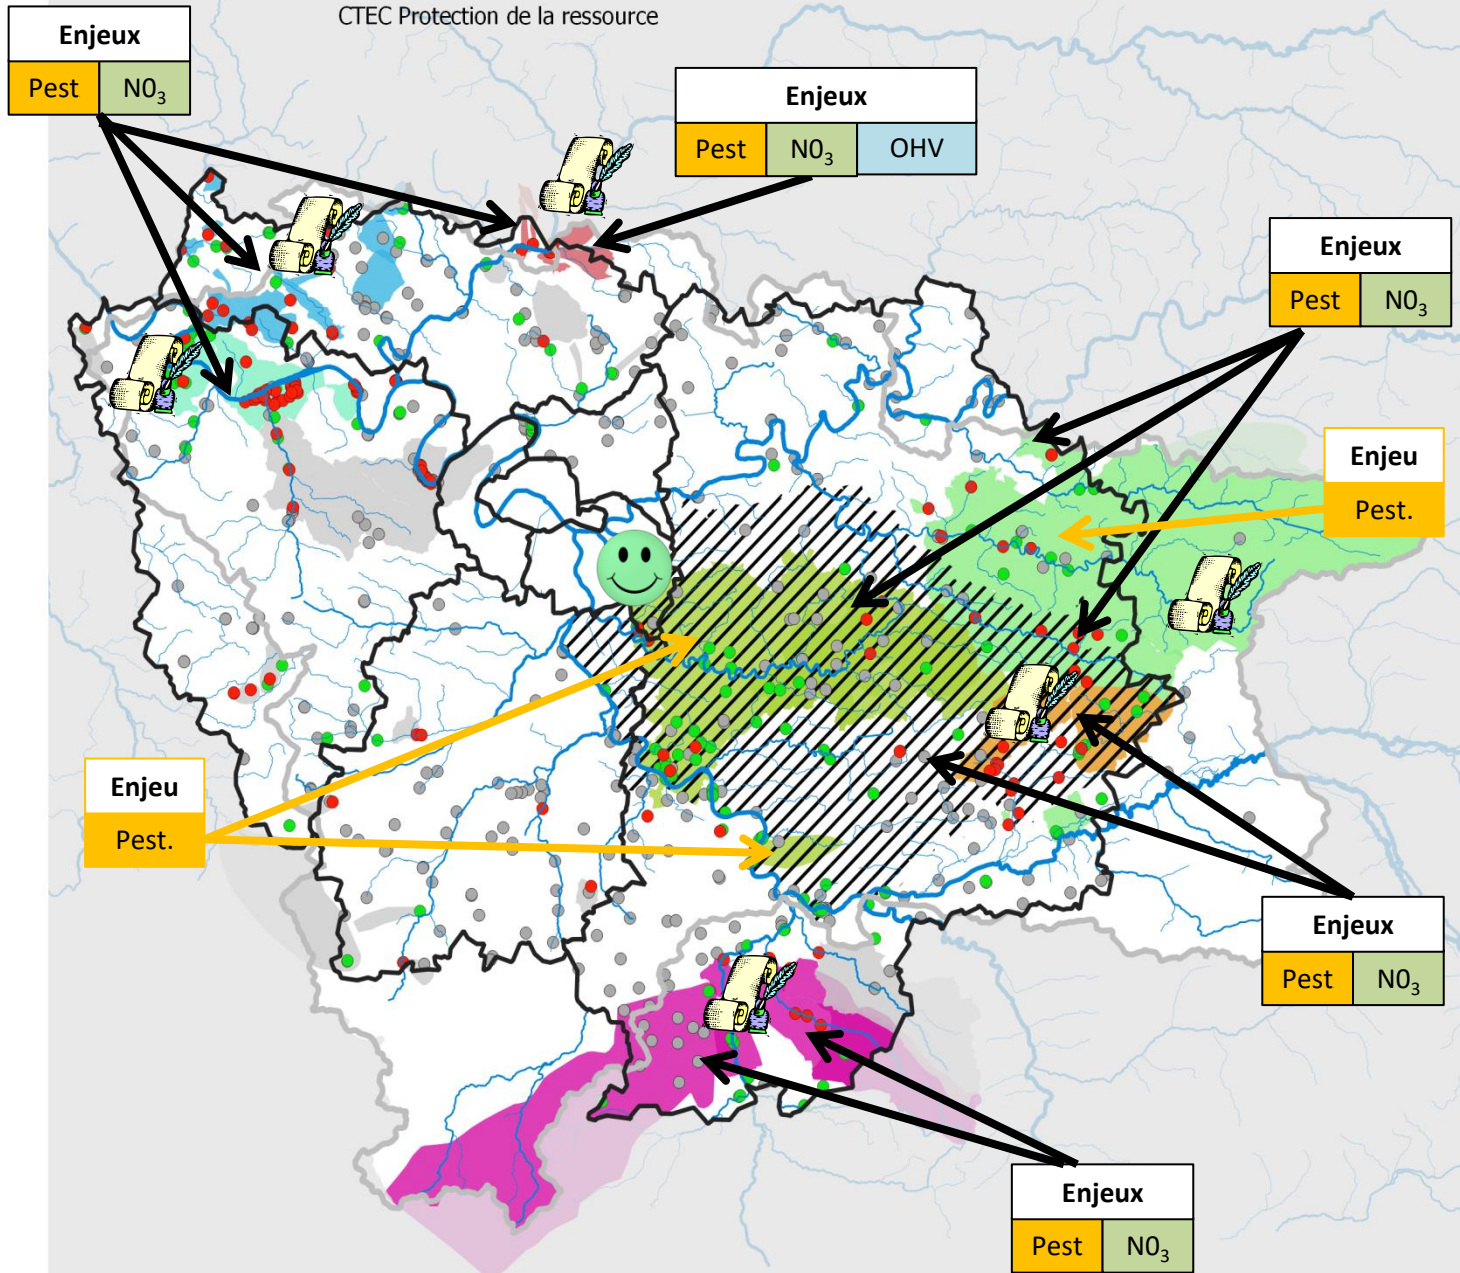 CTEC Protection de la ressource
Enjeux
Pest N0₃
Enjeux
Pest N0₃ OHV
Enjeux
Pest N0₃
Enjeu
Pest.
Enjeu
Pest.
Enjeux
Pest N0₃
Enjeux
Pest N0₃